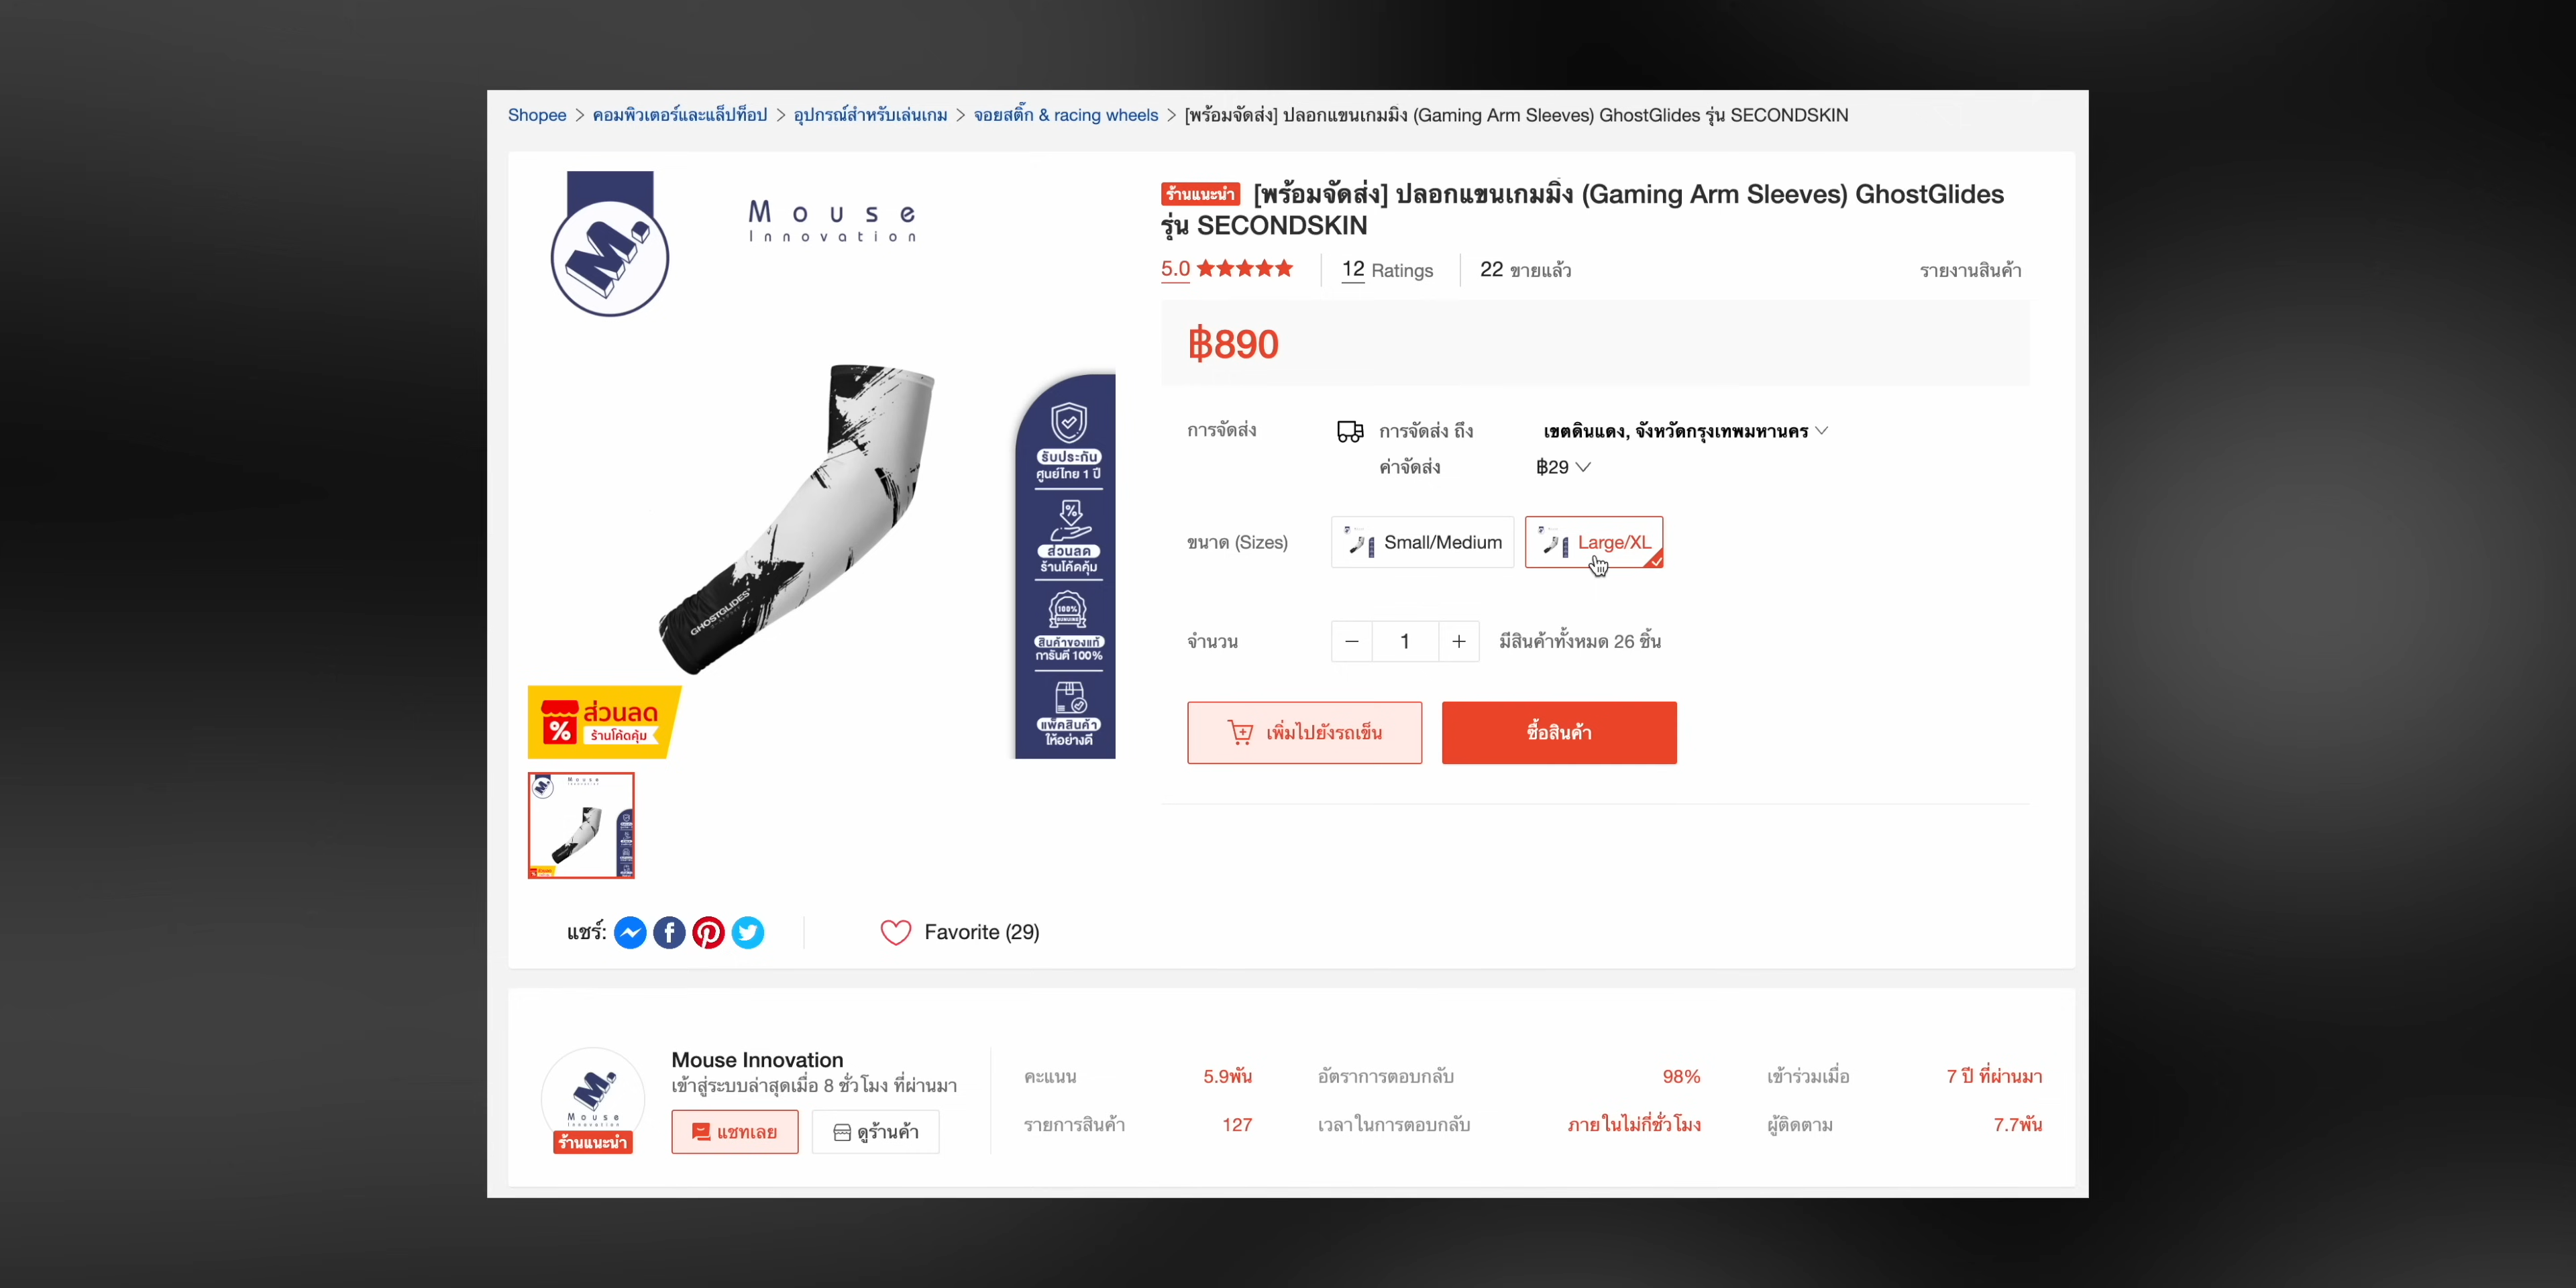 Shopee > คอมพิวเตอร์และแล็ปท็อป > อุปกรณ์สำหรับเล่นเกม > จอยสติ๊ก & racing wheels > [พร้อมจัดส่ง] ปลอกแขนเกมมิ่ง (Gaming Arm Sleeves) GhostGlides รุ่น SECONDSKIN
Mouse
Innovation
GHOSTGLIDES
รับประกัน
ศูนย์ไทย 1 ปี
ส่วนลด
ร้านโค้ดคุ้ม
100%
สินค้าของแท้
การันตี 100%
แพ็คสินค้า
ให้อย่างดี
% ส่วนลด
ร้านโค้ดคุ้ม
แชร์:
Favorite (29)
ร้านแนะนำ [พร้อมจัดส่ง] ปลอกแขนเกมมิ่ง (Gaming Arm Sleeves) GhostGlides
รุ่น SECONDSKIN
5.0 12 Ratings 22 ขายแล้ว รายงานสินค้า
฿890
การจัดส่ง การจัดส่ง ถึง เขตดินแดง, จังหวัดกรุงเทพมหานคร
ค่าจัดส่ง ฿29
ขนาด (Sizes) Small/Medium Large/XL
จำนวน − 1 + มีสินค้าทั้งหมด 26 ชิ้น
เพิ่มไปยังรถเข็น ซื้อสินค้า
Mouse
Innovation
ร้านแนะนำ
Mouse Innovation
เข้าสู่ระบบล่าสุดเมื่อ 8 ชั่วโมง ที่ผ่านมา
แชทเลย ดูร้านค้า
คะแนน 5.9พัน อัตราการตอบกลับ 98% เข้าร่วมเมื่อ 7 ปี ที่ผ่านมา
รายการสินค้า 127 เวลาในการตอบกลับ ภายในไม่กี่ชั่วโมง ผู้ติดตาม 7.7พัน